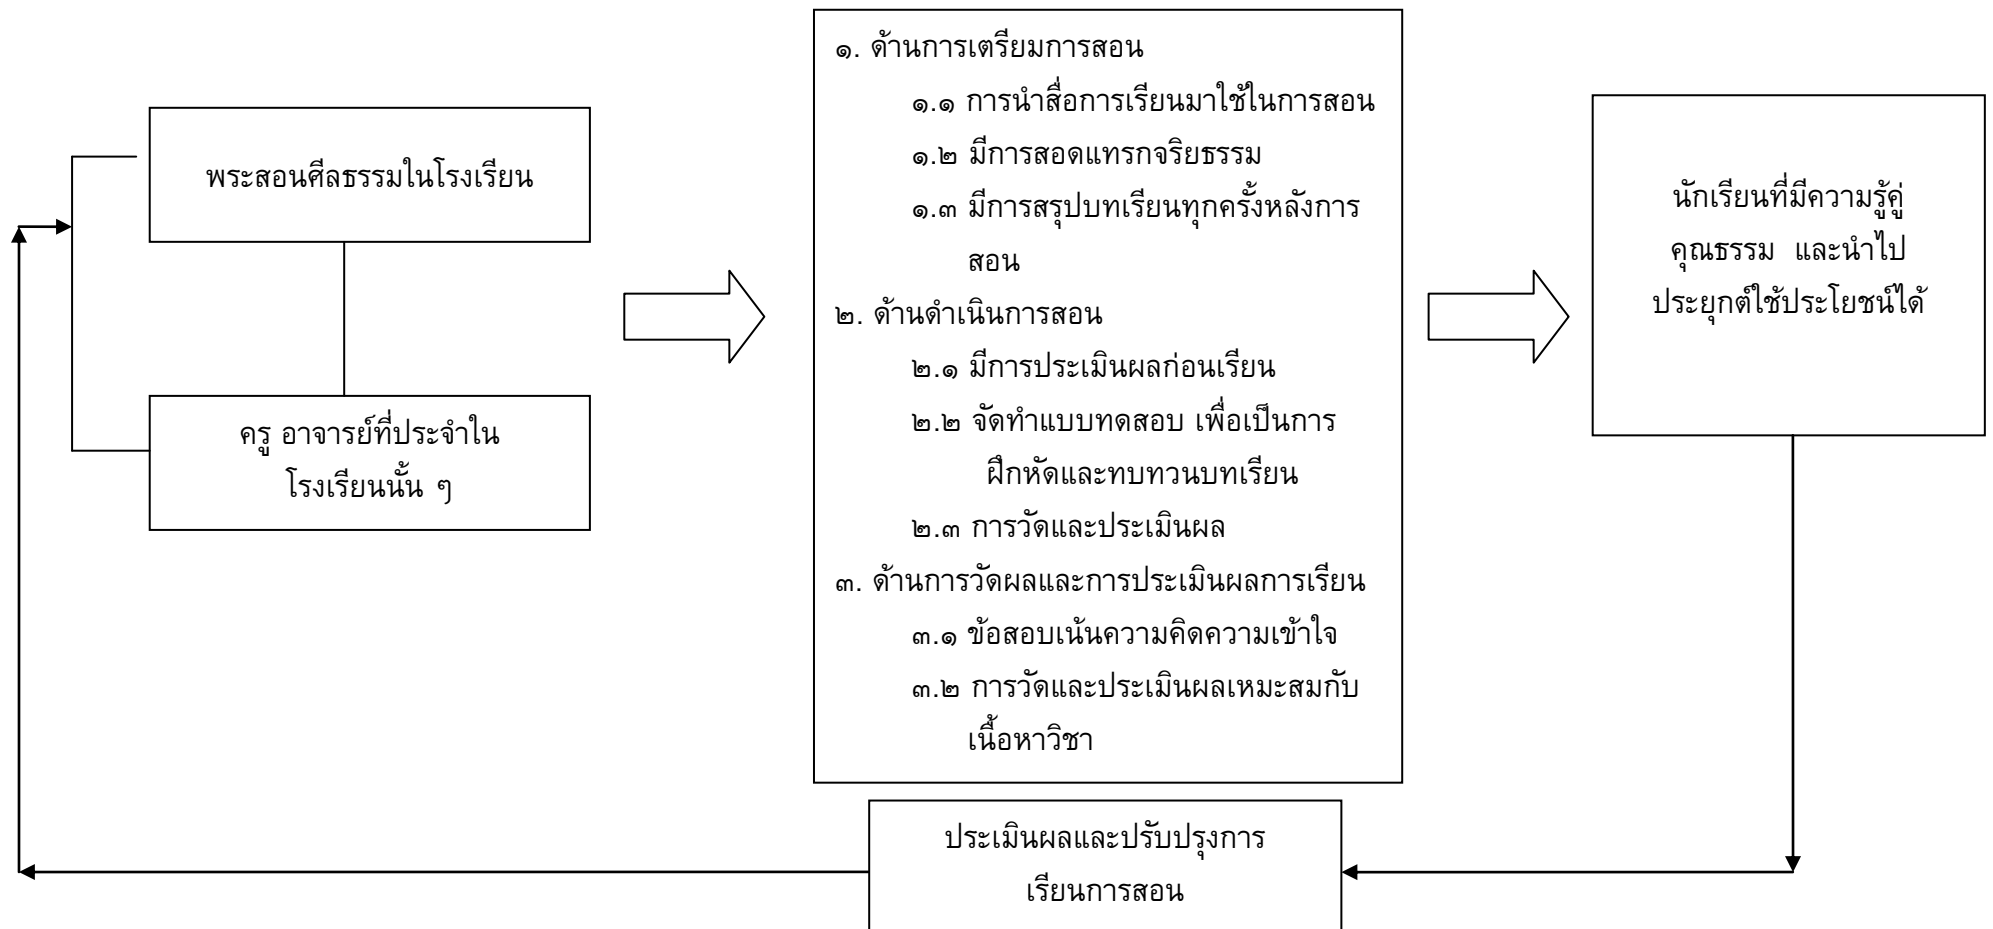 พระสอนศีลธรรมในโรงเรียน
ครู อาจารย์ที่ประจำใน
โรงเรียนนั้น ๆ
๑. ด้านการเตรียมการสอน
๑.๑ การนำสื่อการเรียนมาใช้ในการสอน
๑.๒ มีการสอดแทรกจริยธรรม
๑.๓ มีการสรุปบทเรียนทุกครั้งหลังการ
สอน
๒. ด้านดำเนินการสอน
๒.๑ มีการประเมินผลก่อนเรียน
๒.๒ จัดทำแบบทดสอบ เพื่อเป็นการ
ฝึกหัดและทบทวนบทเรียน
๒.๓ การวัดและประเมินผล
๓. ด้านการวัดผลและการประเมินผลการเรียน
๓.๑ ข้อสอบเน้นความคิดความเข้าใจ
๓.๒ การวัดและประเมินผลเหมะสมกับ
เนื้อหาวิชา
นักเรียนที่มีความรู้คู่
คุณธรรม และนำไป
ประยุกต์ใช้ประโยชน์ได้
ประเมินผลและปรับปรุงการ
เรียนการสอน